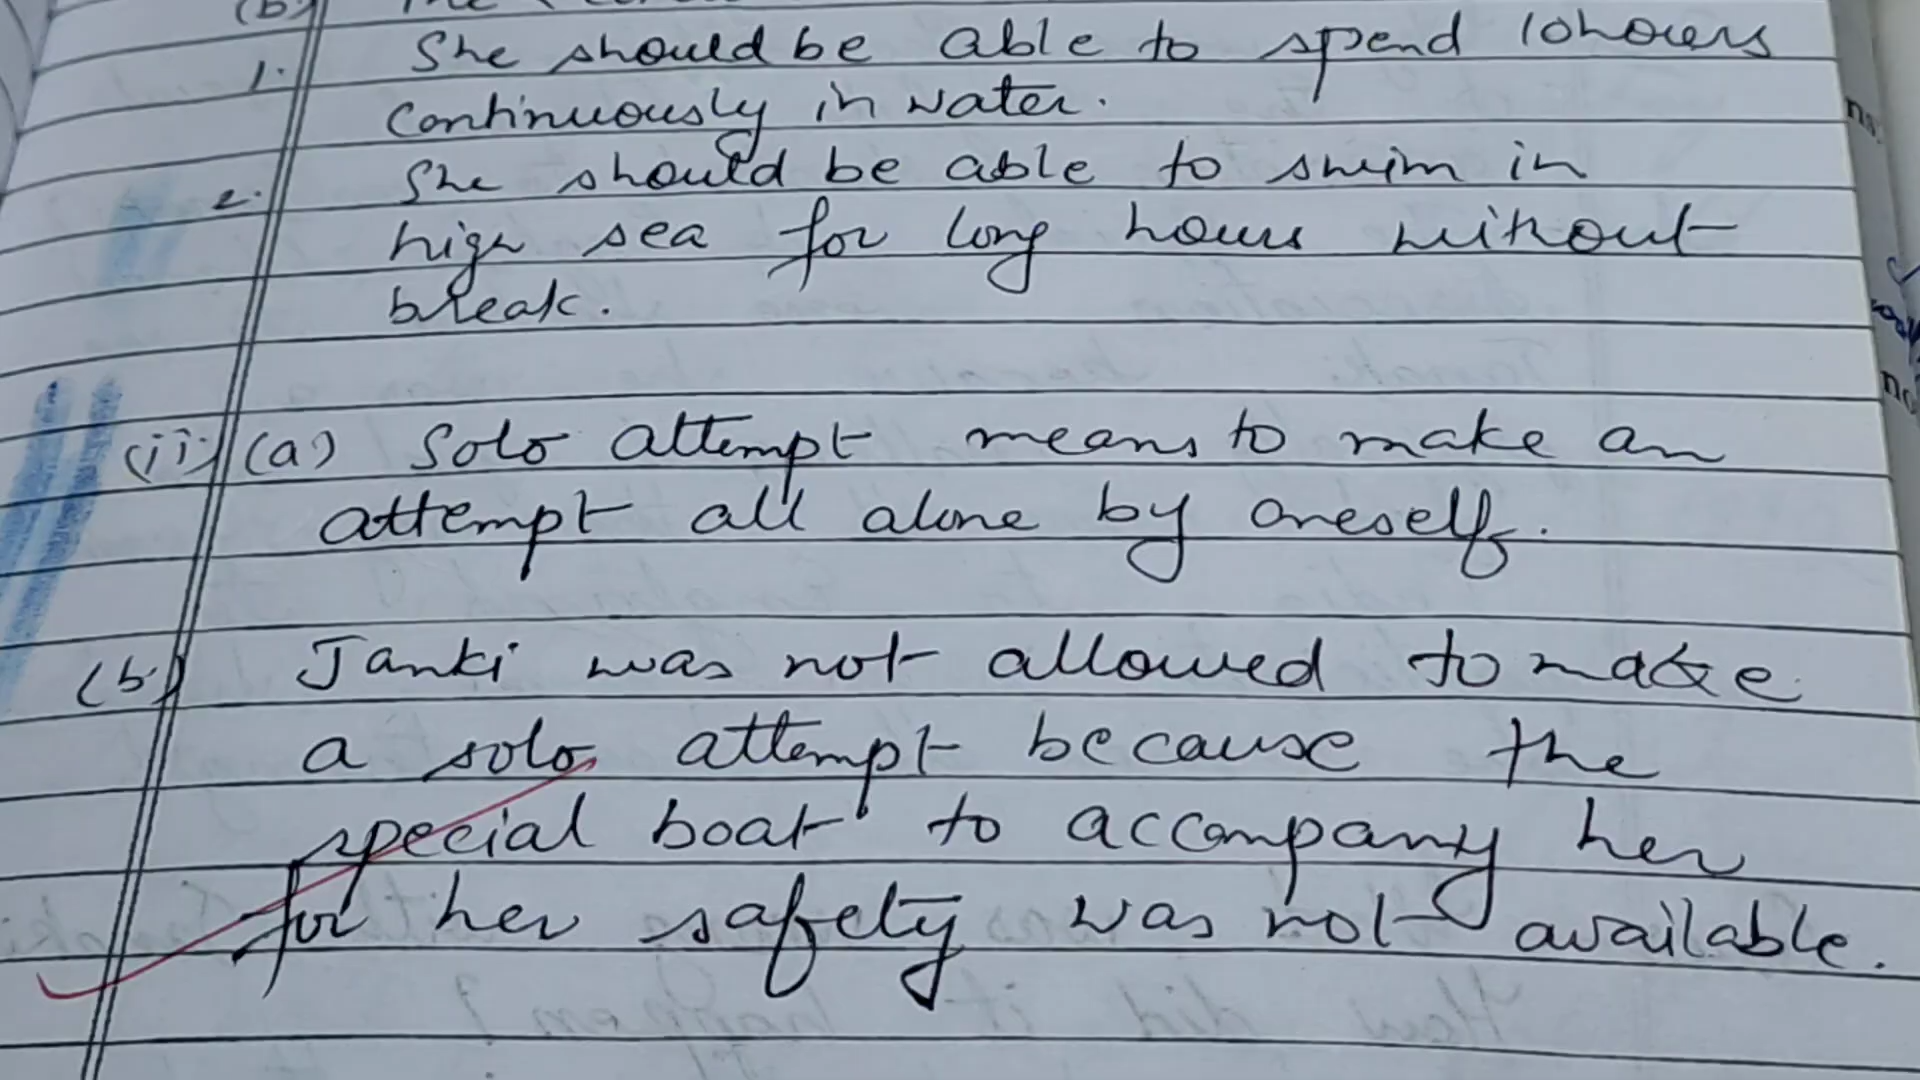 (b)
1. She should be able to spend 10 hours
continuously in water.
2. She should be able to swim in
high sea for long hours without
break.
(ii) (a) Solo attempt means to make an
attempt all alone by oneself.
(b) Janki was not allowed to make
a solo attempt because the
special boat to accompany her
for her safety was not available.